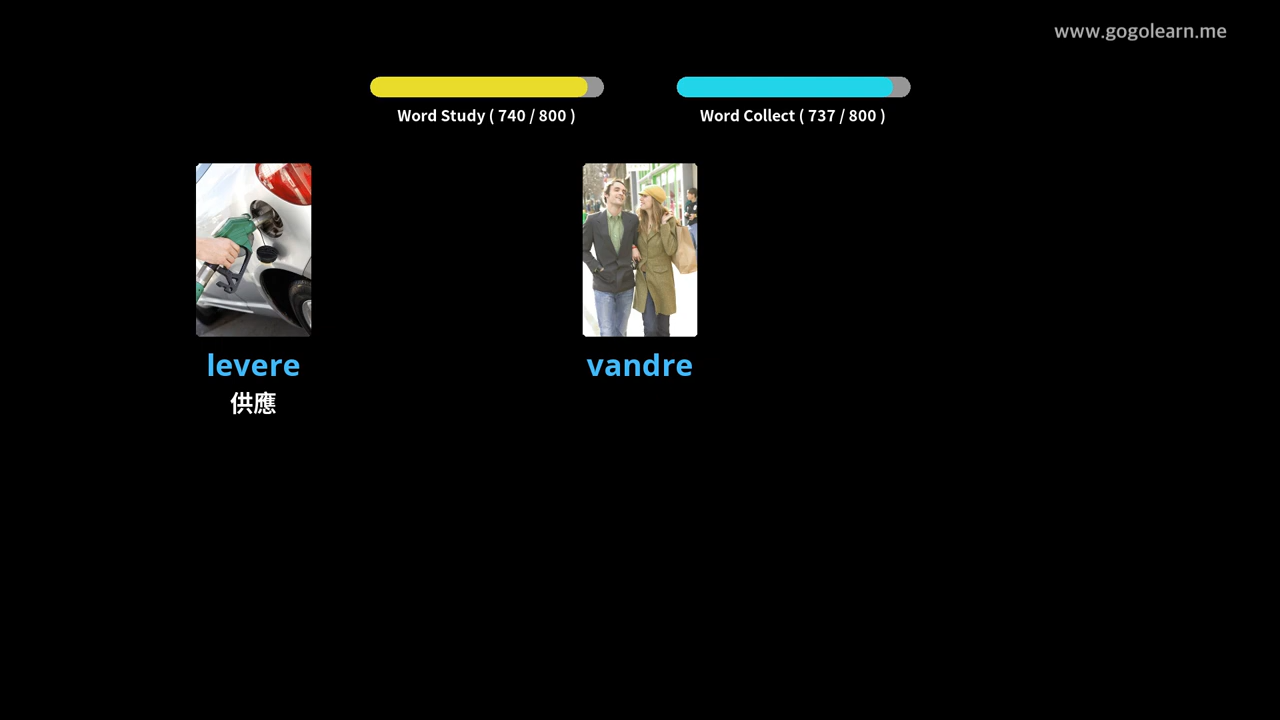 www.gogolearn.me
Word Study ( 740 / 800 )
Word Collect ( 737 / 800 )
levere
供應
vandre